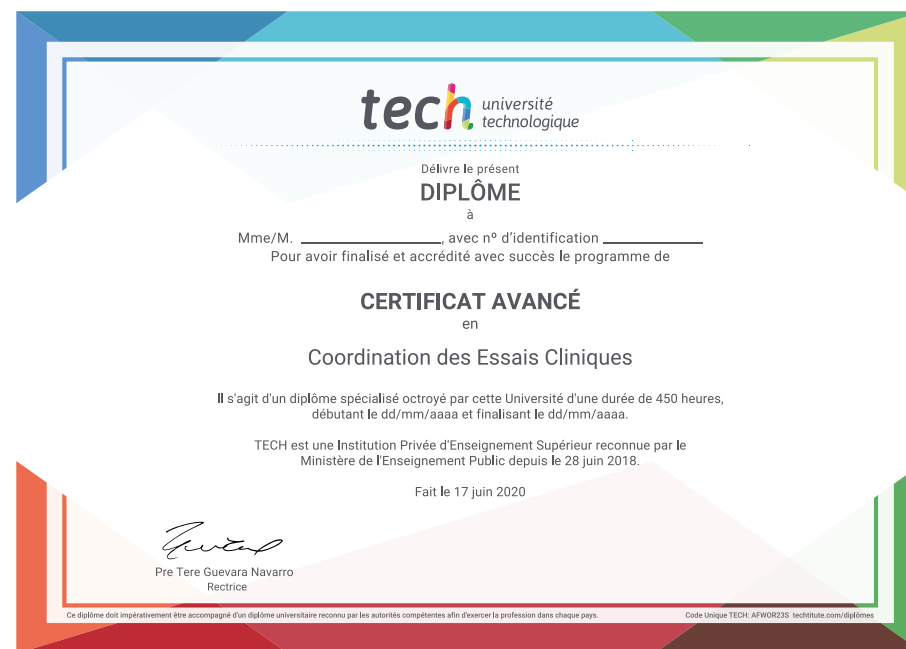 tech université
technologique
Délivre le présent
DIPLÔME
à
Mme/M. ____________________, avec nº d'identification ______________
Pour avoir finalisé et accrédité avec succès le programme de
CERTIFICAT AVANCÉ
en
Coordination des Essais Cliniques
Il s'agit d'un diplôme spécialisé octroyé par cette Université d'une durée de 450 heures,
débutant le dd/mm/aaaa et finalisant le dd/mm/aaaa.
TECH est une Institution Privée d'Enseignement Supérieur reconnue par le
Ministère de l'Enseignement Public depuis le 28 juin 2018.
Fait le 17 juin 2020
Pre Tere Guevara Navarro
Rectrice
Ce diplôme doit impérativement être accompagné d'un diplôme universitaire reconnu par les autorités compétentes afin d'exercer la profession dans chaque pays.
Code Unique TECH: AFWOR23S techtitute.com/diplômes